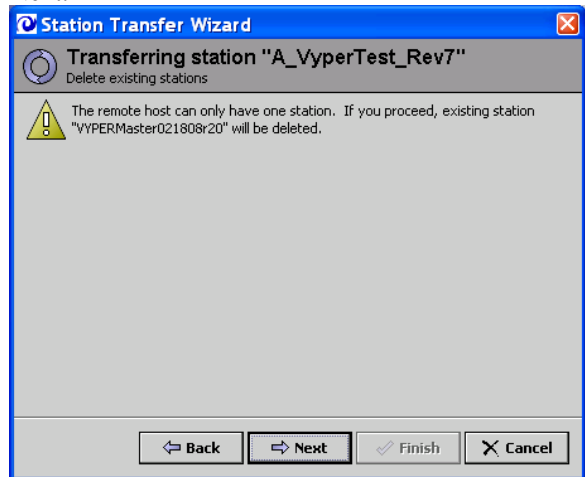 Station Transfer Wizard
Transferring station "A_VyperTest_Rev7"
Delete existing stations
The remote host can only have one station. If you proceed, existing station
"VYPERMaster021808r20" will be deleted.
Back Next Finish Cancel